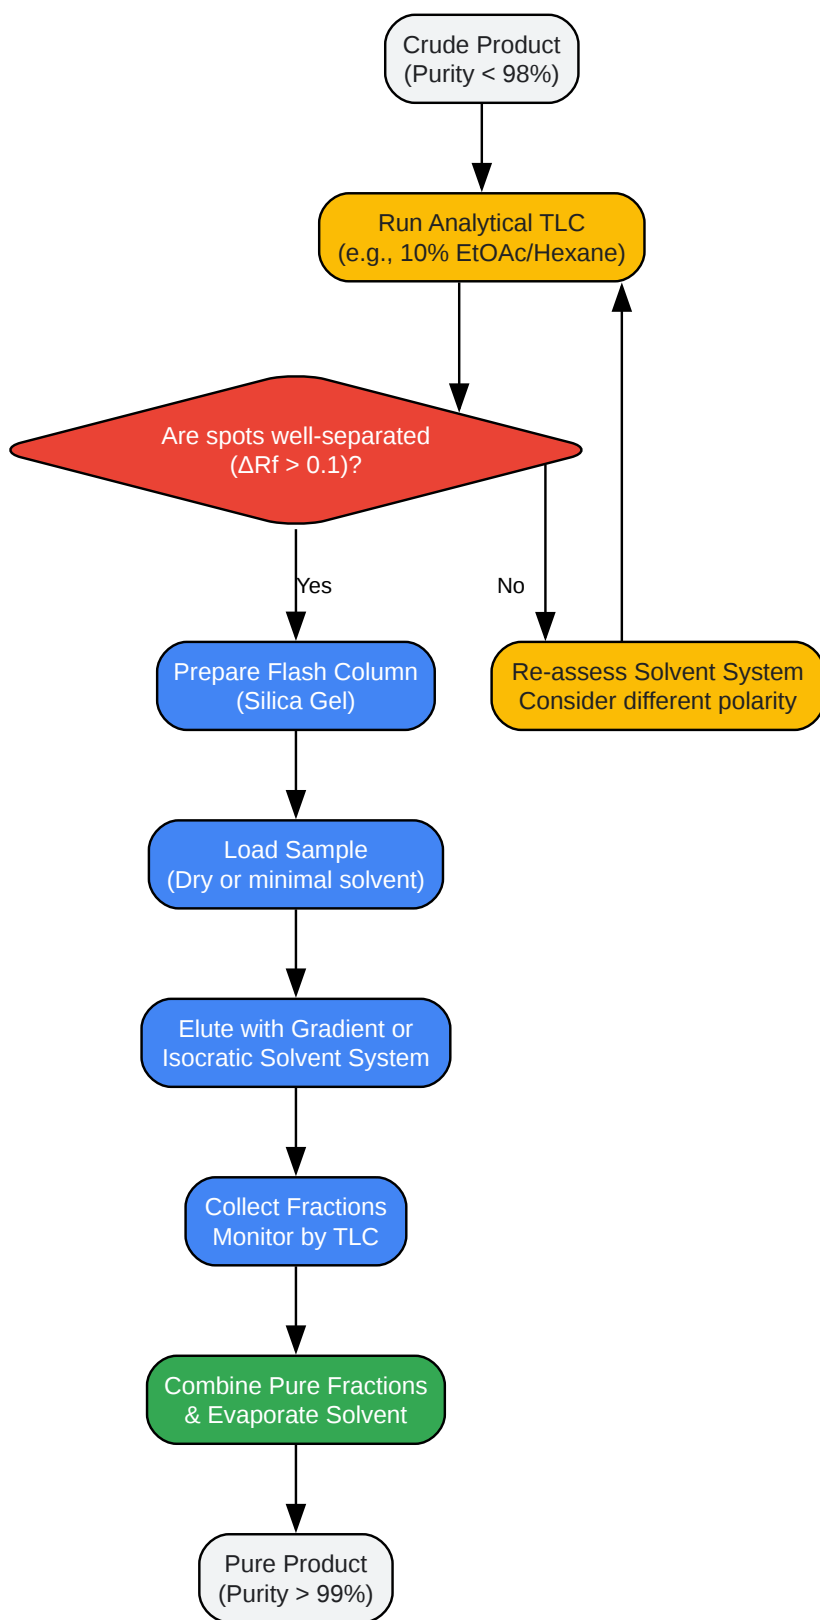 Crude Product
(Purity < 98%)
Run Analytical TLC
(e.g., 10% EtOAc/Hexane)
Are spots well-separated
(ΔRf > 0.1)?
Yes
No
Prepare Flash Column
(Silica Gel)
Re-assess Solvent System
Consider different polarity
Load Sample
(Dry or minimal solvent)
Elute with Gradient or
Isocratic Solvent System
Collect Fractions
Monitor by TLC
Combine Pure Fractions
& Evaporate Solvent
Pure Product
(Purity > 99%)